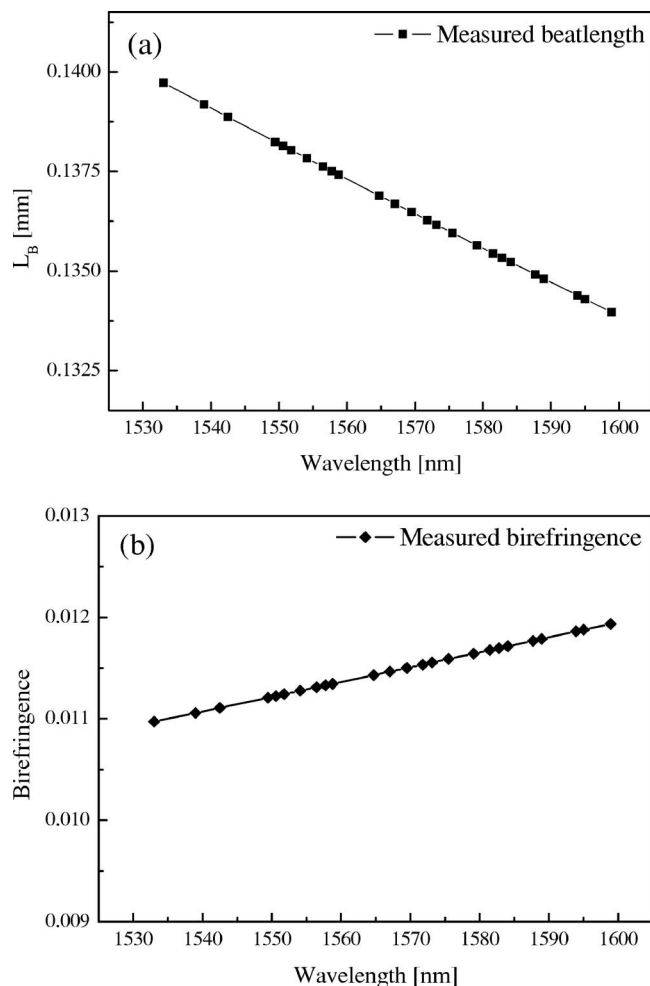 (a)
Measured beatlength
0.1400
0.1375
0.1350
0.1325
L_B [mm]
1530 1540 1550 1560 1570 1580 1590 1600
Wavelength [nm]
(b)
Measured birefringence
0.013
0.012
0.011
0.010
0.009
Birefringence
1530 1540 1550 1560 1570 1580 1590 1600
Wavelength [nm]